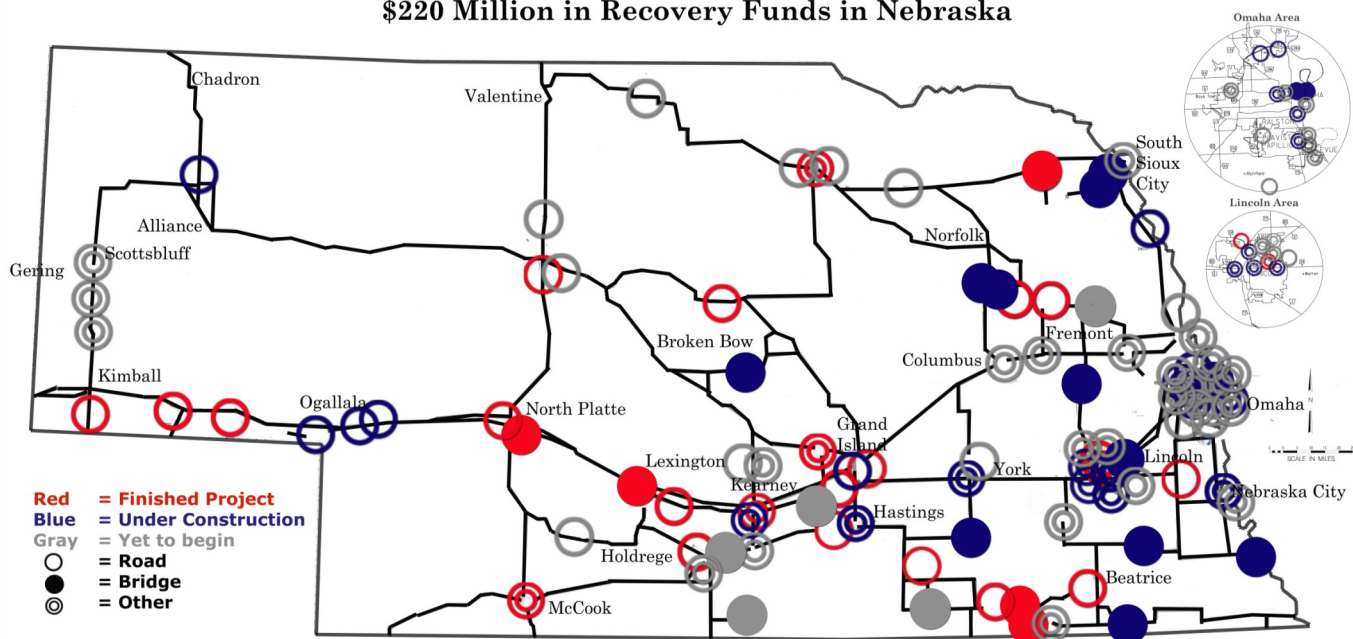 $220 Million in Recovery Funds in Nebraska
Omaha Area
Chadron
Valentine
South
Sioux
City
Lincoln Area
Alliance
Scottsbluff
Gering
Norfolk
Broken Bow
Fremont
Columbus
Kimball
Ogallala
North Platte
Grand
Island
Omaha
Lexington
Kearney
York
Lincoln
SCALE IN MILES
Nebraska City
Hastings
Holdrege
Beatrice
McCook
Red = Finished Project
Blue = Under Construction
Gray = Yet to begin
= Road
= Bridge
= Other